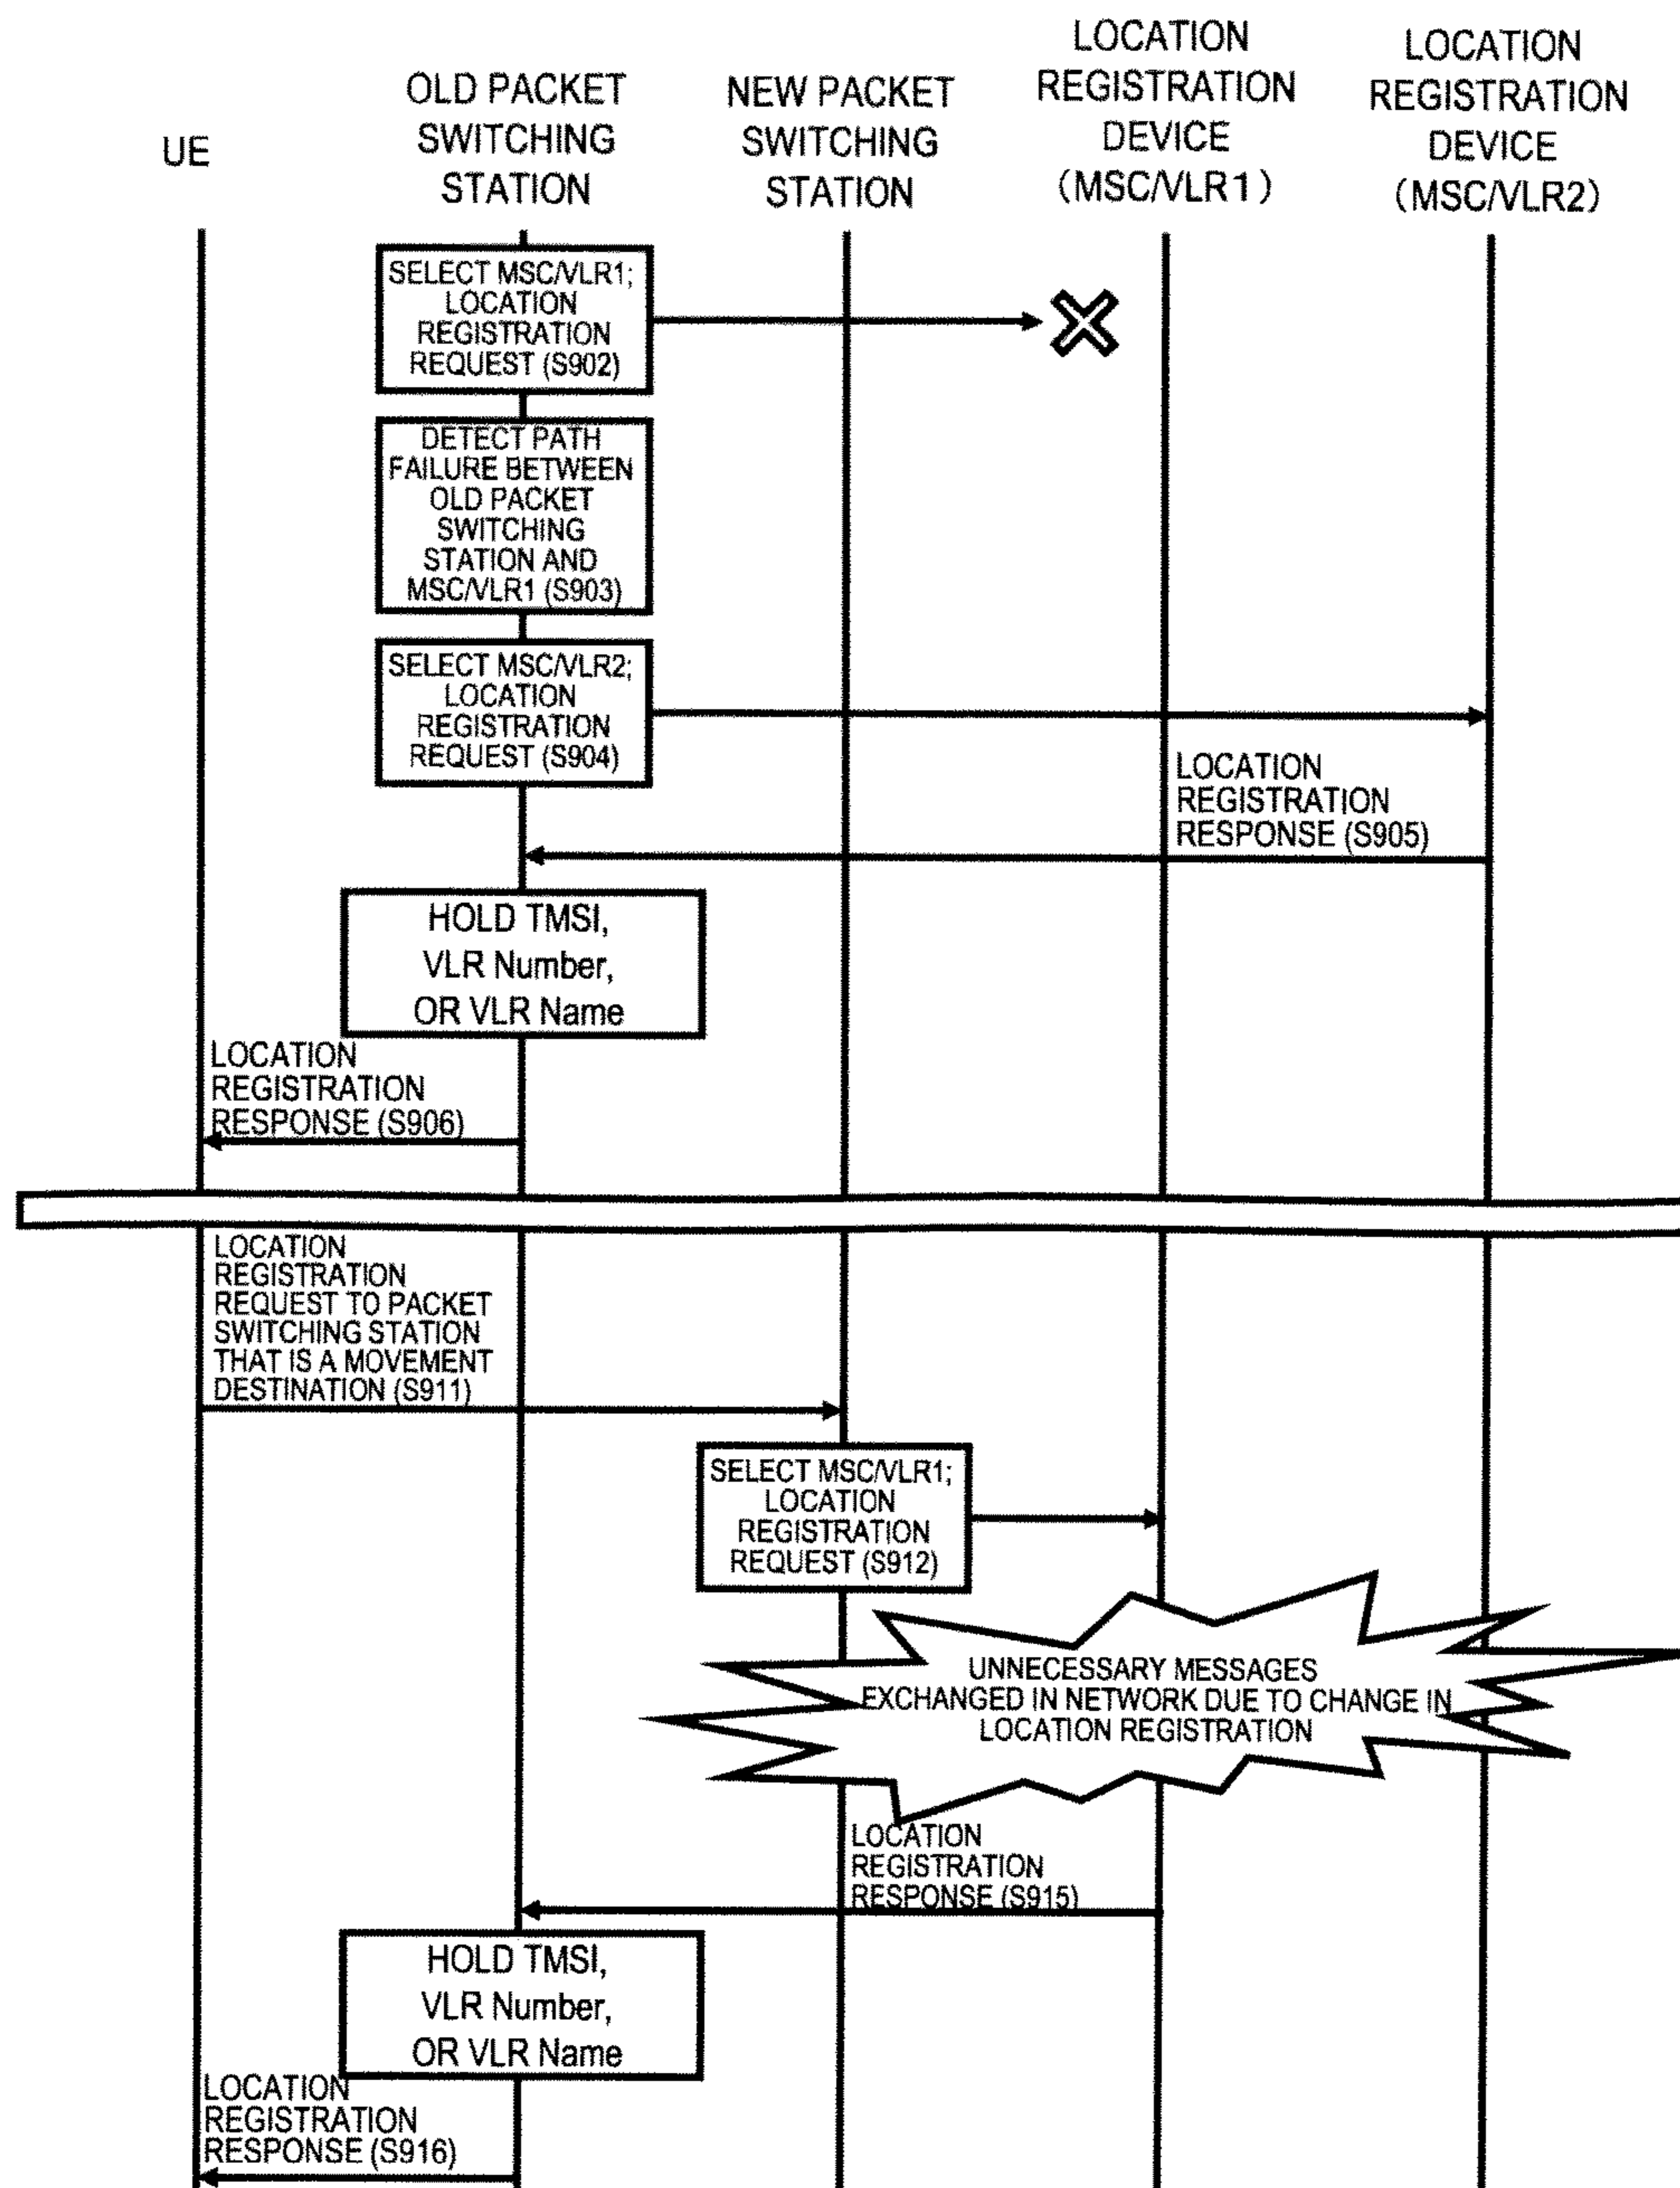 UE
OLD PACKET
SWITCHING
STATION
NEW PACKET
SWITCHING
STATION
LOCATION
REGISTRATION
DEVICE
(MSC/VLR1)
LOCATION
REGISTRATION
DEVICE
(MSC/VLR2)
SELECT MSC/VLR1;
LOCATION
REGISTRATION
REQUEST (S902)
DETECT PATH
FAILURE BETWEEN
OLD PACKET
SWITCHING
STATION AND
MSC/VLR1 (S903)
SELECT MSC/VLR2;
LOCATION
REGISTRATION
REQUEST (S904)
LOCATION
REGISTRATION
RESPONSE (S905)
HOLD TMSI,
VLR Number,
OR VLR Name
LOCATION
REGISTRATION
RESPONSE (S906)
LOCATION
REGISTRATION
REQUEST TO PACKET
SWITCHING STATION
THAT IS A MOVEMENT
DESTINATION (S911)
SELECT MSC/VLR1;
LOCATION
REGISTRATION
REQUEST (S912)
UNNECESSARY MESSAGES
EXCHANGED IN NETWORK DUE TO CHANGE IN
LOCATION REGISTRATION
LOCATION
REGISTRATION
RESPONSE (S915)
HOLD TMSI,
VLR Number,
OR VLR Name
LOCATION
REGISTRATION
RESPONSE (S916)